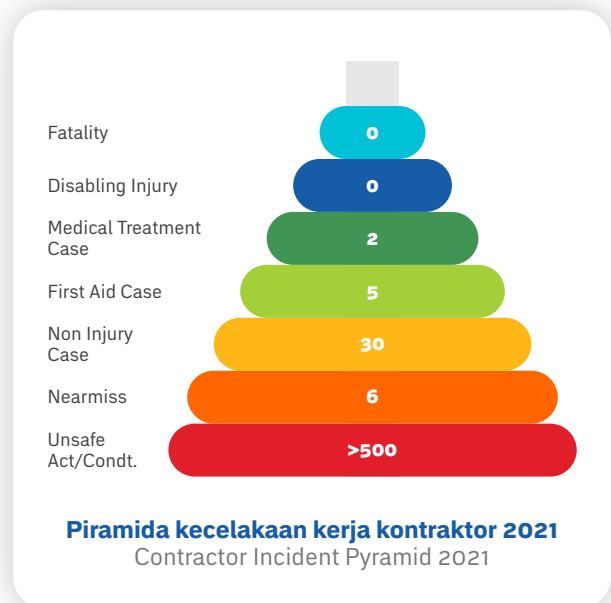 Fatality
0
Disabling Injury
0
Medical Treatment
Case
2
First Aid Case
5
Non Injury
Case
30
Nearmiss
6
Unsafe
Act/Condt.
>500
Piramida kecelakaan kerja kontraktor 2021
Contractor Incident Pyramid 2021